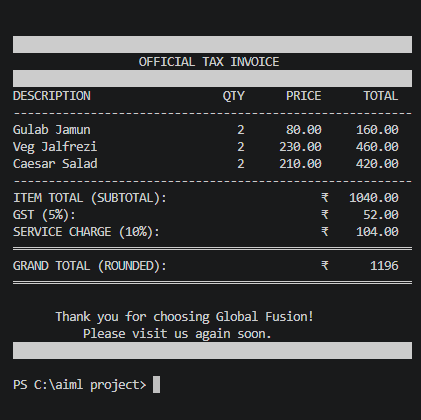 OFFICIAL TAX INVOICE
DESCRIPTION QTY PRICE TOTAL
Gulab Jamun 2 80.00 160.00
Veg Jalfrezi 2 230.00 460.00
Caesar Salad 2 210.00 420.00
ITEM TOTAL (SUBTOTAL): ₹ 1040.00
GST (5%): ₹ 52.00
SERVICE CHARGE (10%): ₹ 104.00
GRAND TOTAL (ROUNDED): ₹ 1196
Thank you for choosing Global Fusion!
Please visit us again soon.
PS C:\aiml project>